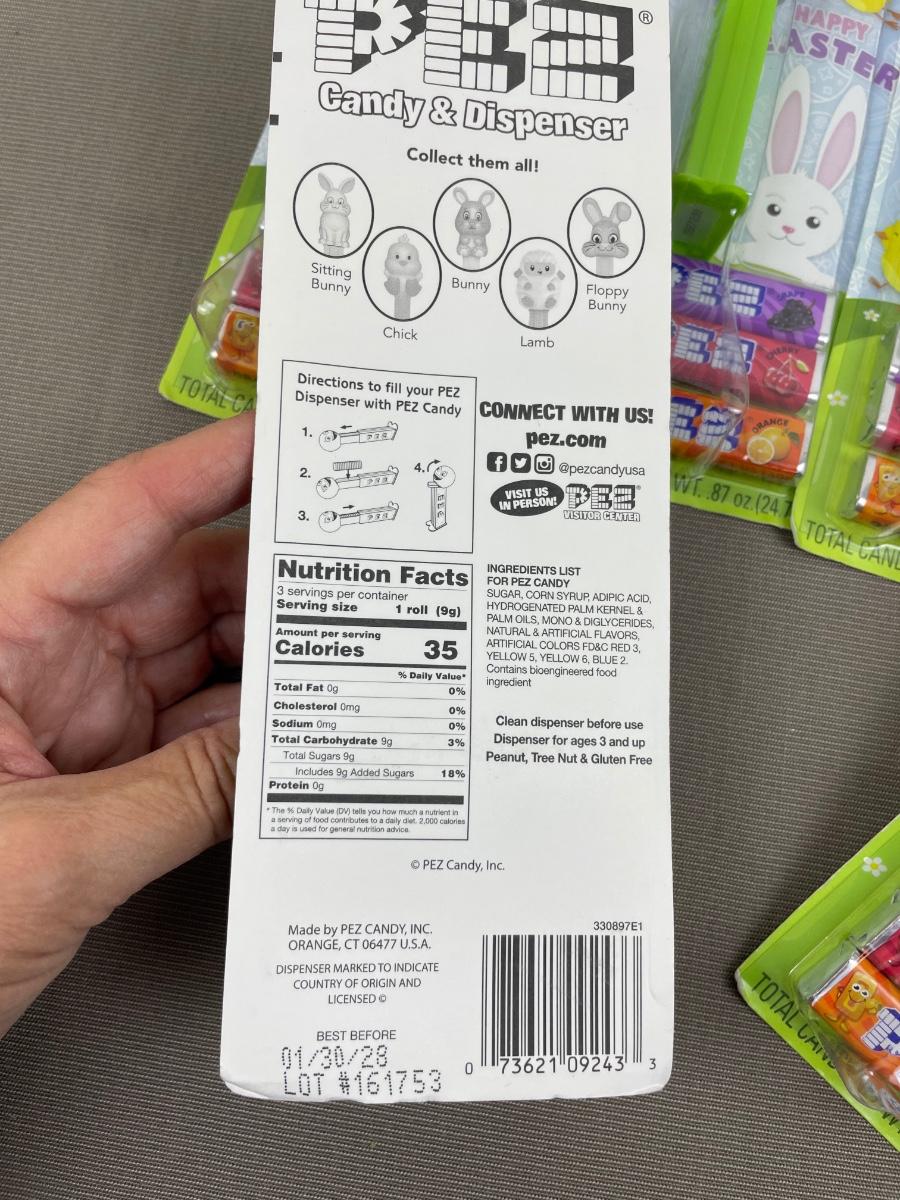 PEZ®
Candy & Dispenser
Collect them all!
Sitting
Bunny
Chick
Bunny
Lamb
Floppy
Bunny
Directions to fill your PEZ
Dispenser with PEZ Candy
1.
2.
3.
4.
PEZ
PEZ
PEZ
PEZ
CONNECT WITH US!
pez.com
@pezcandyusa
VISIT US
IN PERSON!
PEZ®
VISITOR CENTER
Nutrition Facts
3 servings per container
Serving size 1 roll (9g)
Amount per serving
Calories 35
% Daily Value*
Total Fat 0g 0%
Cholesterol 0mg 0%
Sodium 0mg 0%
Total Carbohydrate 9g 3%
Total Sugars 9g
Includes 9g Added Sugars 18%
Protein 0g
* The % Daily Value (DV) tells you how much a nutrient in
a serving of food contributes to a daily diet. 2,000 calories
a day is used for general nutrition advice.
INGREDIENTS LIST
FOR PEZ CANDY
SUGAR, CORN SYRUP, ADIPIC ACID,
HYDROGENATED PALM KERNEL &
PALM OILS, MONO & DIGLYCERIDES,
NATURAL & ARTIFICIAL FLAVORS,
ARTIFICIAL COLORS FD&C RED 3,
YELLOW 5, YELLOW 6, BLUE 2.
Contains bioengineered food
ingredient
Clean dispenser before use
Dispenser for ages 3 and up
Peanut, Tree Nut & Gluten Free
© PEZ Candy, Inc.
Made by PEZ CANDY, INC.
ORANGE, CT 06477 U.S.A.
DISPENSER MARKED TO INDICATE
COUNTRY OF ORIGIN AND
LICENSED ©
BEST BEFORE
01/30/28
LOT #161753
330897E1
0 73621 09243 3
HAPPY
EASTER
PEZ GRAPE
PEZ CHERRY
PEZ ORANGE
WT. .87 oz.(24.7
TOTAL CA
TOTAL CAND
TOTAL CAND